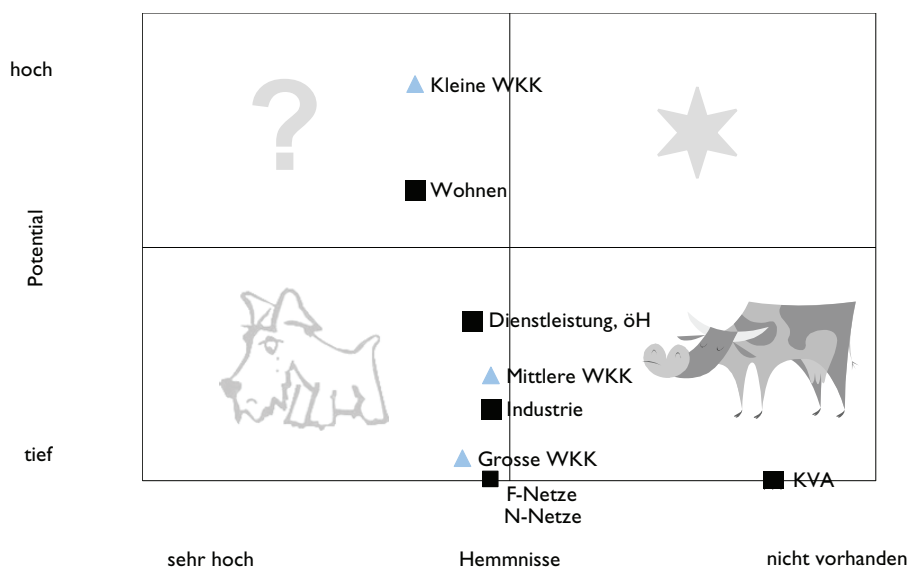 hoch
Kleine WKK
?
Wohnen
Potential
Dienstleistung, öH
Mittlere WKK
Industrie
tief
Grosse WKK
KVA
F-Netze
N-Netze
sehr hoch
Hemmnisse
nicht vorhanden